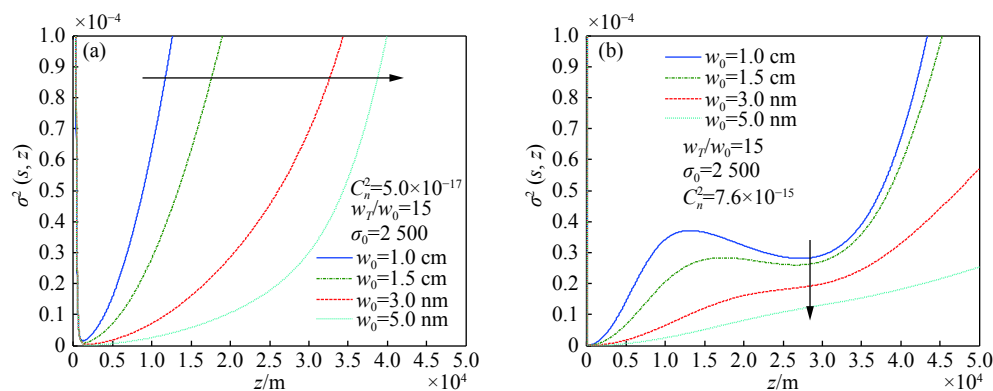 ×10⁻⁴
(a)
1.0
0.9
0.8
0.7
0.6
0.5
0.4
0.3
0.2
0.1
0
σ² (s, z)
C²ₙ=5.0×10⁻¹⁷
w_T/w₀=15
σ₀=2 500
w₀=1.0 cm
w₀=1.5 cm
w₀=3.0 nm
w₀=5.0 nm
0 0.5 1.0 1.5 2.0 2.5 3.0 3.5 4.0 4.5 5.0
z/m
×10⁴
×10⁻⁴
(b)
1.0
0.9
0.8
0.7
0.6
0.5
0.4
0.3
0.2
0.1
0
σ² (s, z)
w₀=1.0 cm
w₀=1.5 cm
w₀=3.0 nm
w₀=5.0 nm
w_T/w₀=15
σ₀=2 500
C²ₙ=7.6×10⁻¹⁵
0 0.5 1.0 1.5 2.0 2.5 3.0 3.5 4.0 4.5 5.0
z/m
×10⁴